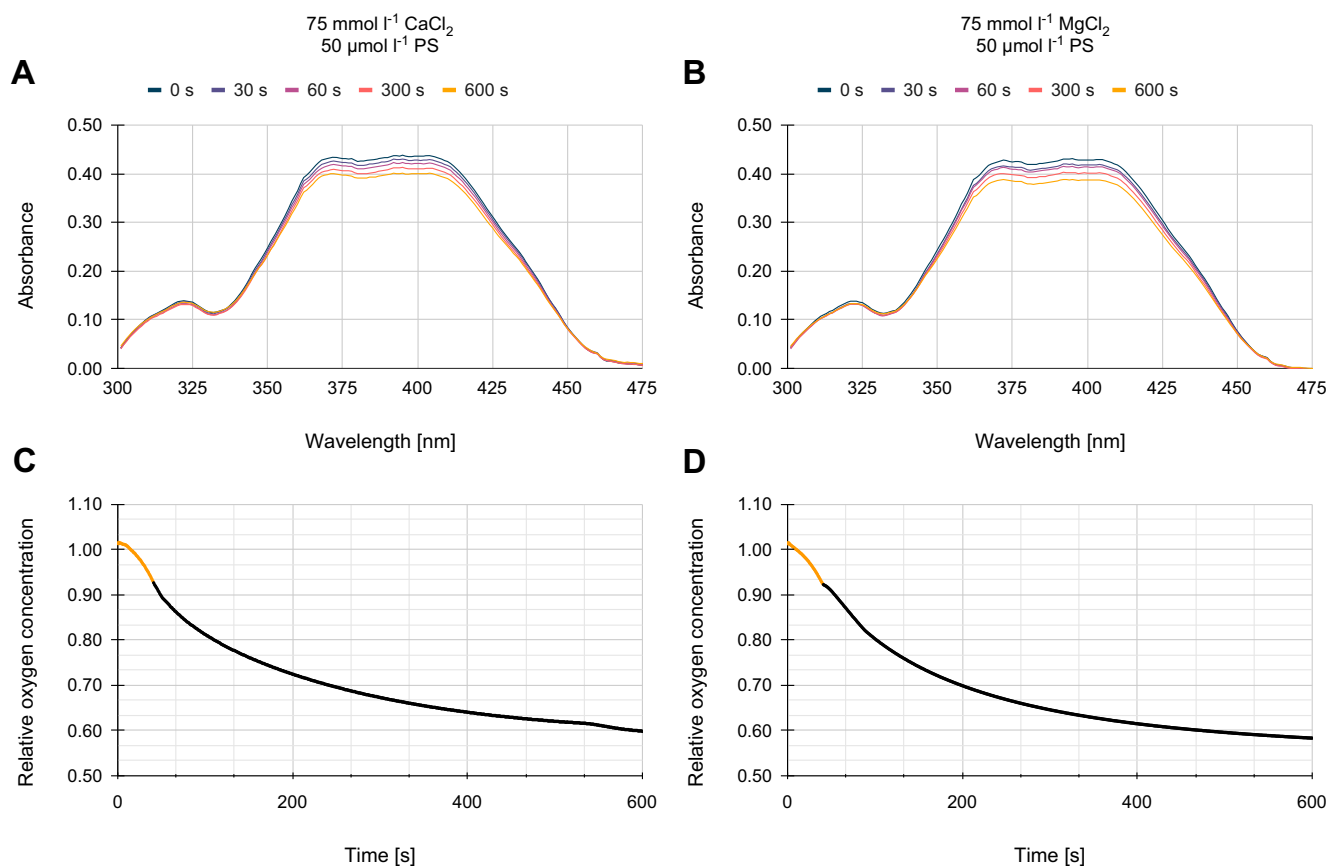 75 mmol l⁻¹ CaCl₂
50 µmol l⁻¹ PS
A
0 s 30 s 60 s 300 s 600 s
0.50
0.40
0.30
0.20
0.10
0.00
Absorbance
300 325 350 375 400 425 450 475
Wavelength [nm]
75 mmol l⁻¹ MgCl₂
50 µmol l⁻¹ PS
B
0 s 30 s 60 s 300 s 600 s
0.50
0.40
0.30
0.20
0.10
0.00
Absorbance
300 325 350 375 400 425 450 475
Wavelength [nm]
C
1.10
1.00
0.90
0.80
0.70
0.60
0.50
Relative oxygen concentration
0 200 400 600
Time [s]
D
1.10
1.00
0.90
0.80
0.70
0.60
0.50
Relative oxygen concentration
0 200 400 600
Time [s]